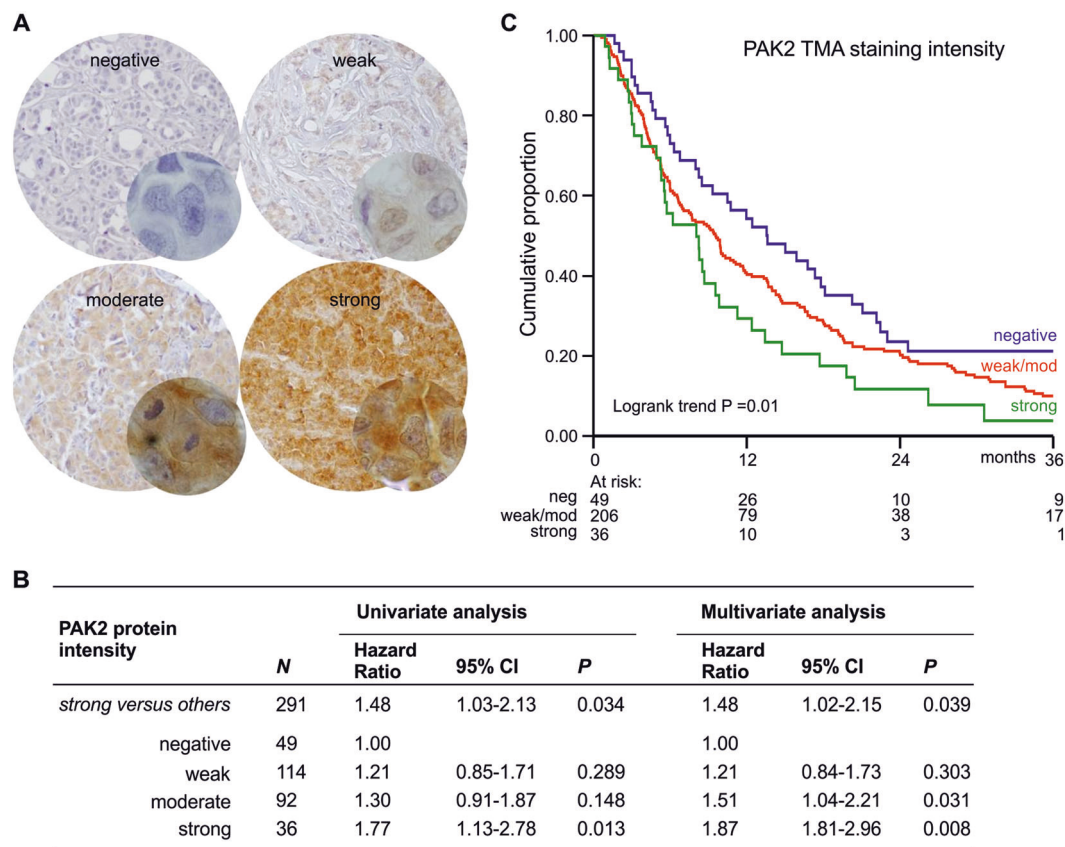 A
negative
weak
moderate
strong
C
PAK2 TMA staining intensity
Cumulative proportion
1.00
0.80
0.60
0.40
0.20
0.00
negative
weak/mod
strong
Logrank trend P =0.01
0 12 24 months 36
At risk:
neg 49 26 10 9
weak/mod 206 79 38 17
strong 36 10 3 1
B
Univariate analysis Multivariate analysis
PAK2 protein
intensity
N Hazard Ratio 95% CI P Hazard Ratio 95% CI P
strong versus others 291 1.48 1.03-2.13 0.034 1.48 1.02-2.15 0.039
negative 49 1.00 1.00
weak 114 1.21 0.85-1.71 0.289 1.21 0.84-1.73 0.303
moderate 92 1.30 0.91-1.87 0.148 1.51 1.04-2.21 0.031
strong 36 1.77 1.13-2.78 0.013 1.87 1.81-2.96 0.008